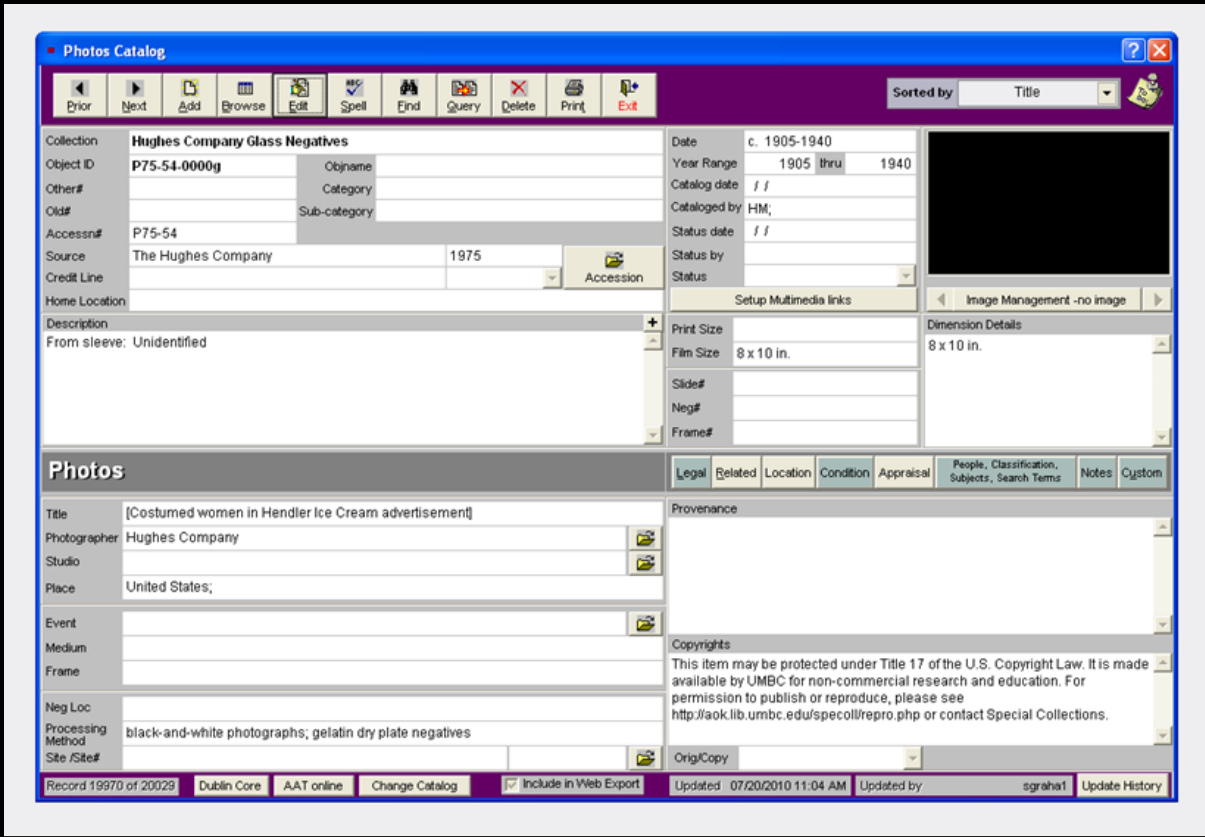 Photos Catalog
Prior Next Add Browse Edit Spell Find Query Delete Print Exit
Sorted by Title
Collection Hughes Company Glass Negatives
Object ID P75-54-0000g Objname
Other# Category
Old# Sub-category
Accessn# P75-54
Source The Hughes Company 1975
Accession
Credit Line
Home Location
Date c. 1905-1940
Year Range 1905 thru 1940
Catalog date / /
Cataloged by HM;
Status date / /
Status by
Status
Setup Multimedia links
Image Management -no image
Description
From sleeve: Unidentified
Print Size
Film Size 8 x 10 in.
Slide#
Neg#
Frame#
Dimension Details
8 x 10 in.
Photos
Legal Related Location Condition Appraisal People, Classification, Subjects, Search Terms Notes Custom
Title [Costumed women in Hendler Ice Cream advertisement]
Photographer Hughes Company
Studio
Place United States;
Event
Medium
Frame
Neg Loc
Processing Method black-and-white photographs; gelatin dry plate negatives
Site /Site#
Provenance
Copyrights
This item may be protected under Title 17 of the U.S. Copyright Law. It is made
available by UMBC for non-commercial research and education. For
permission to publish or reproduce, please see
http://aok.lib.umbc.edu/specoll/repro.php or contact Special Collections.
Orig/Copy
Record 19970 of 20029 Dublin Core AAT online Change Catalog Include in Web Export Updated 07/20/2010 11:04 AM Updated by sgraha1 Update History